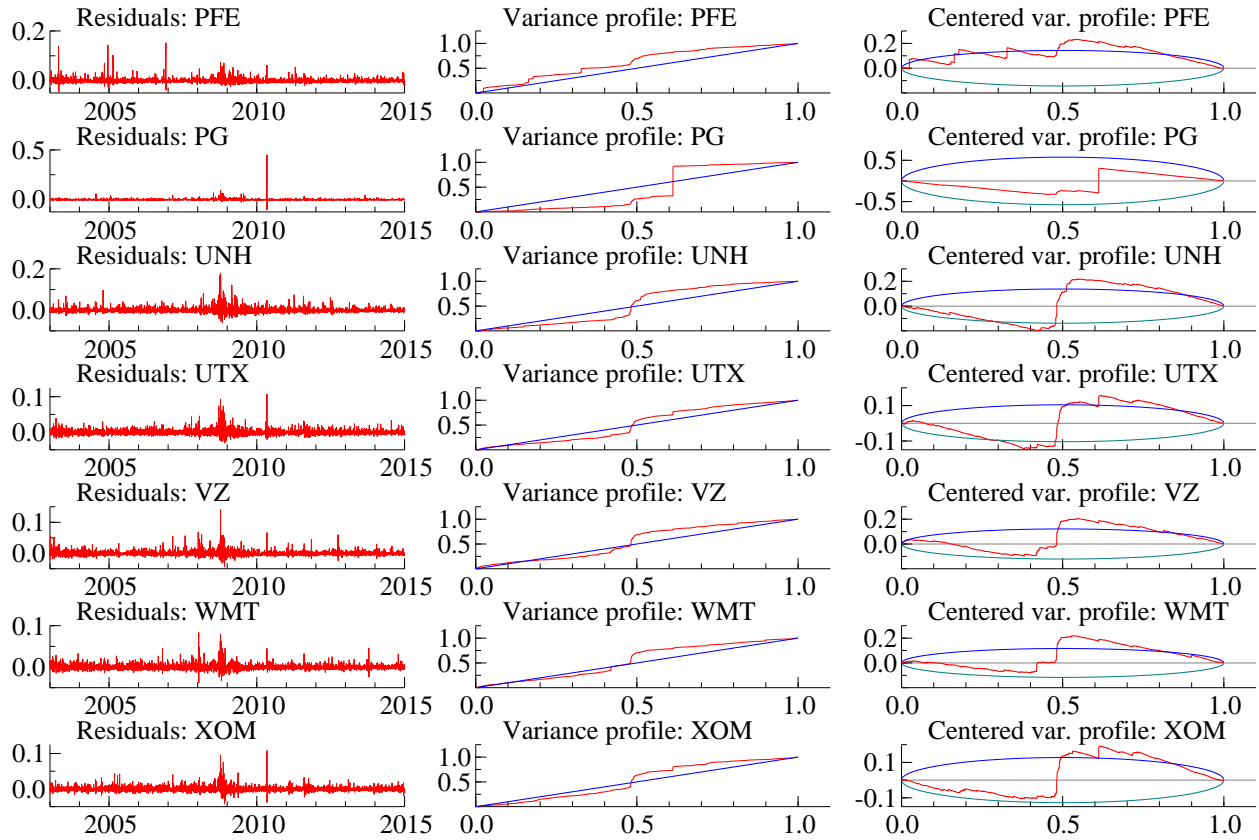 Residuals: PFE Variance profile: PFE Centered var. profile: PFE
0.2
0.0
2005 2010 2015
1.0
0.5
0.0 0.5 1.0
0.2
0.0
0.0 0.5 1.0
Residuals: PG Variance profile: PG Centered var. profile: PG
0.5
0.0
2005 2010 2015
1.0
0.5
0.0 0.5 1.0
0.5
-0.5
0.0 0.5 1.0
Residuals: UNH Variance profile: UNH Centered var. profile: UNH
0.2
0.0
2005 2010 2015
1.0
0.5
0.0 0.5 1.0
0.2
0.0
0.0 0.5 1.0
Residuals: UTX Variance profile: UTX Centered var. profile: UTX
0.1
0.0
2005 2010 2015
1.0
0.5
0.0 0.5 1.0
0.1
-0.1
0.0 0.5 1.0
Residuals: VZ Variance profile: VZ Centered var. profile: VZ
0.1
0.0
2005 2010 2015
1.0
0.5
0.0 0.5 1.0
0.2
0.0
0.0 0.5 1.0
Residuals: WMT Variance profile: WMT Centered var. profile: WMT
0.1
0.0
2005 2010 2015
1.0
0.5
0.0 0.5 1.0
0.2
0.0
0.0 0.5 1.0
Residuals: XOM Variance profile: XOM Centered var. profile: XOM
0.1
0.0
2005 2010 2015
1.0
0.5
0.0 0.5 1.0
0.1
-0.1
0.0 0.5 1.0